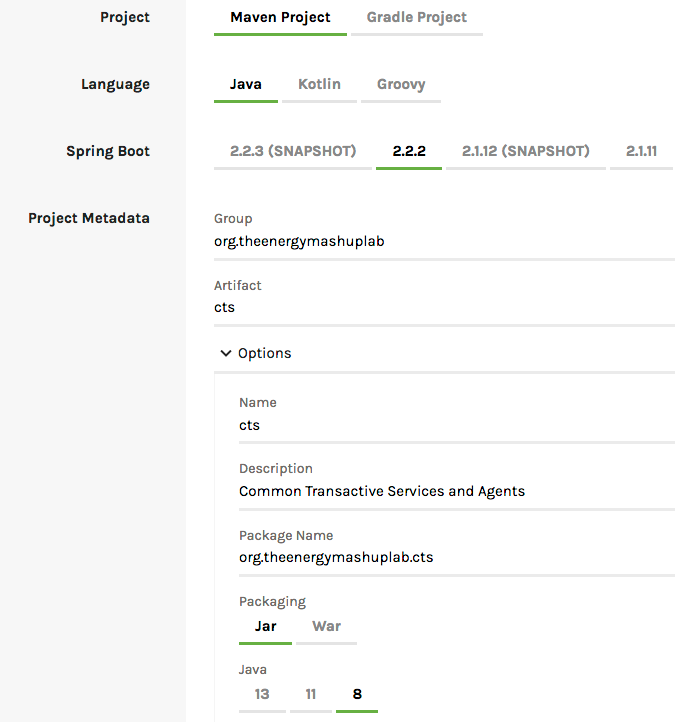 Project Maven Project Gradle Project
Language Java Kotlin Groovy
Spring Boot 2.2.3 (SNAPSHOT) 2.2.2 2.1.12 (SNAPSHOT) 2.1.11
Project Metadata Group
org.theenergymashuplab
Artifact
cts
Options
Name
cts
Description
Common Transactive Services and Agents
Package Name
org.theenergymashuplab.cts
Packaging
Jar War
Java
13 11 8